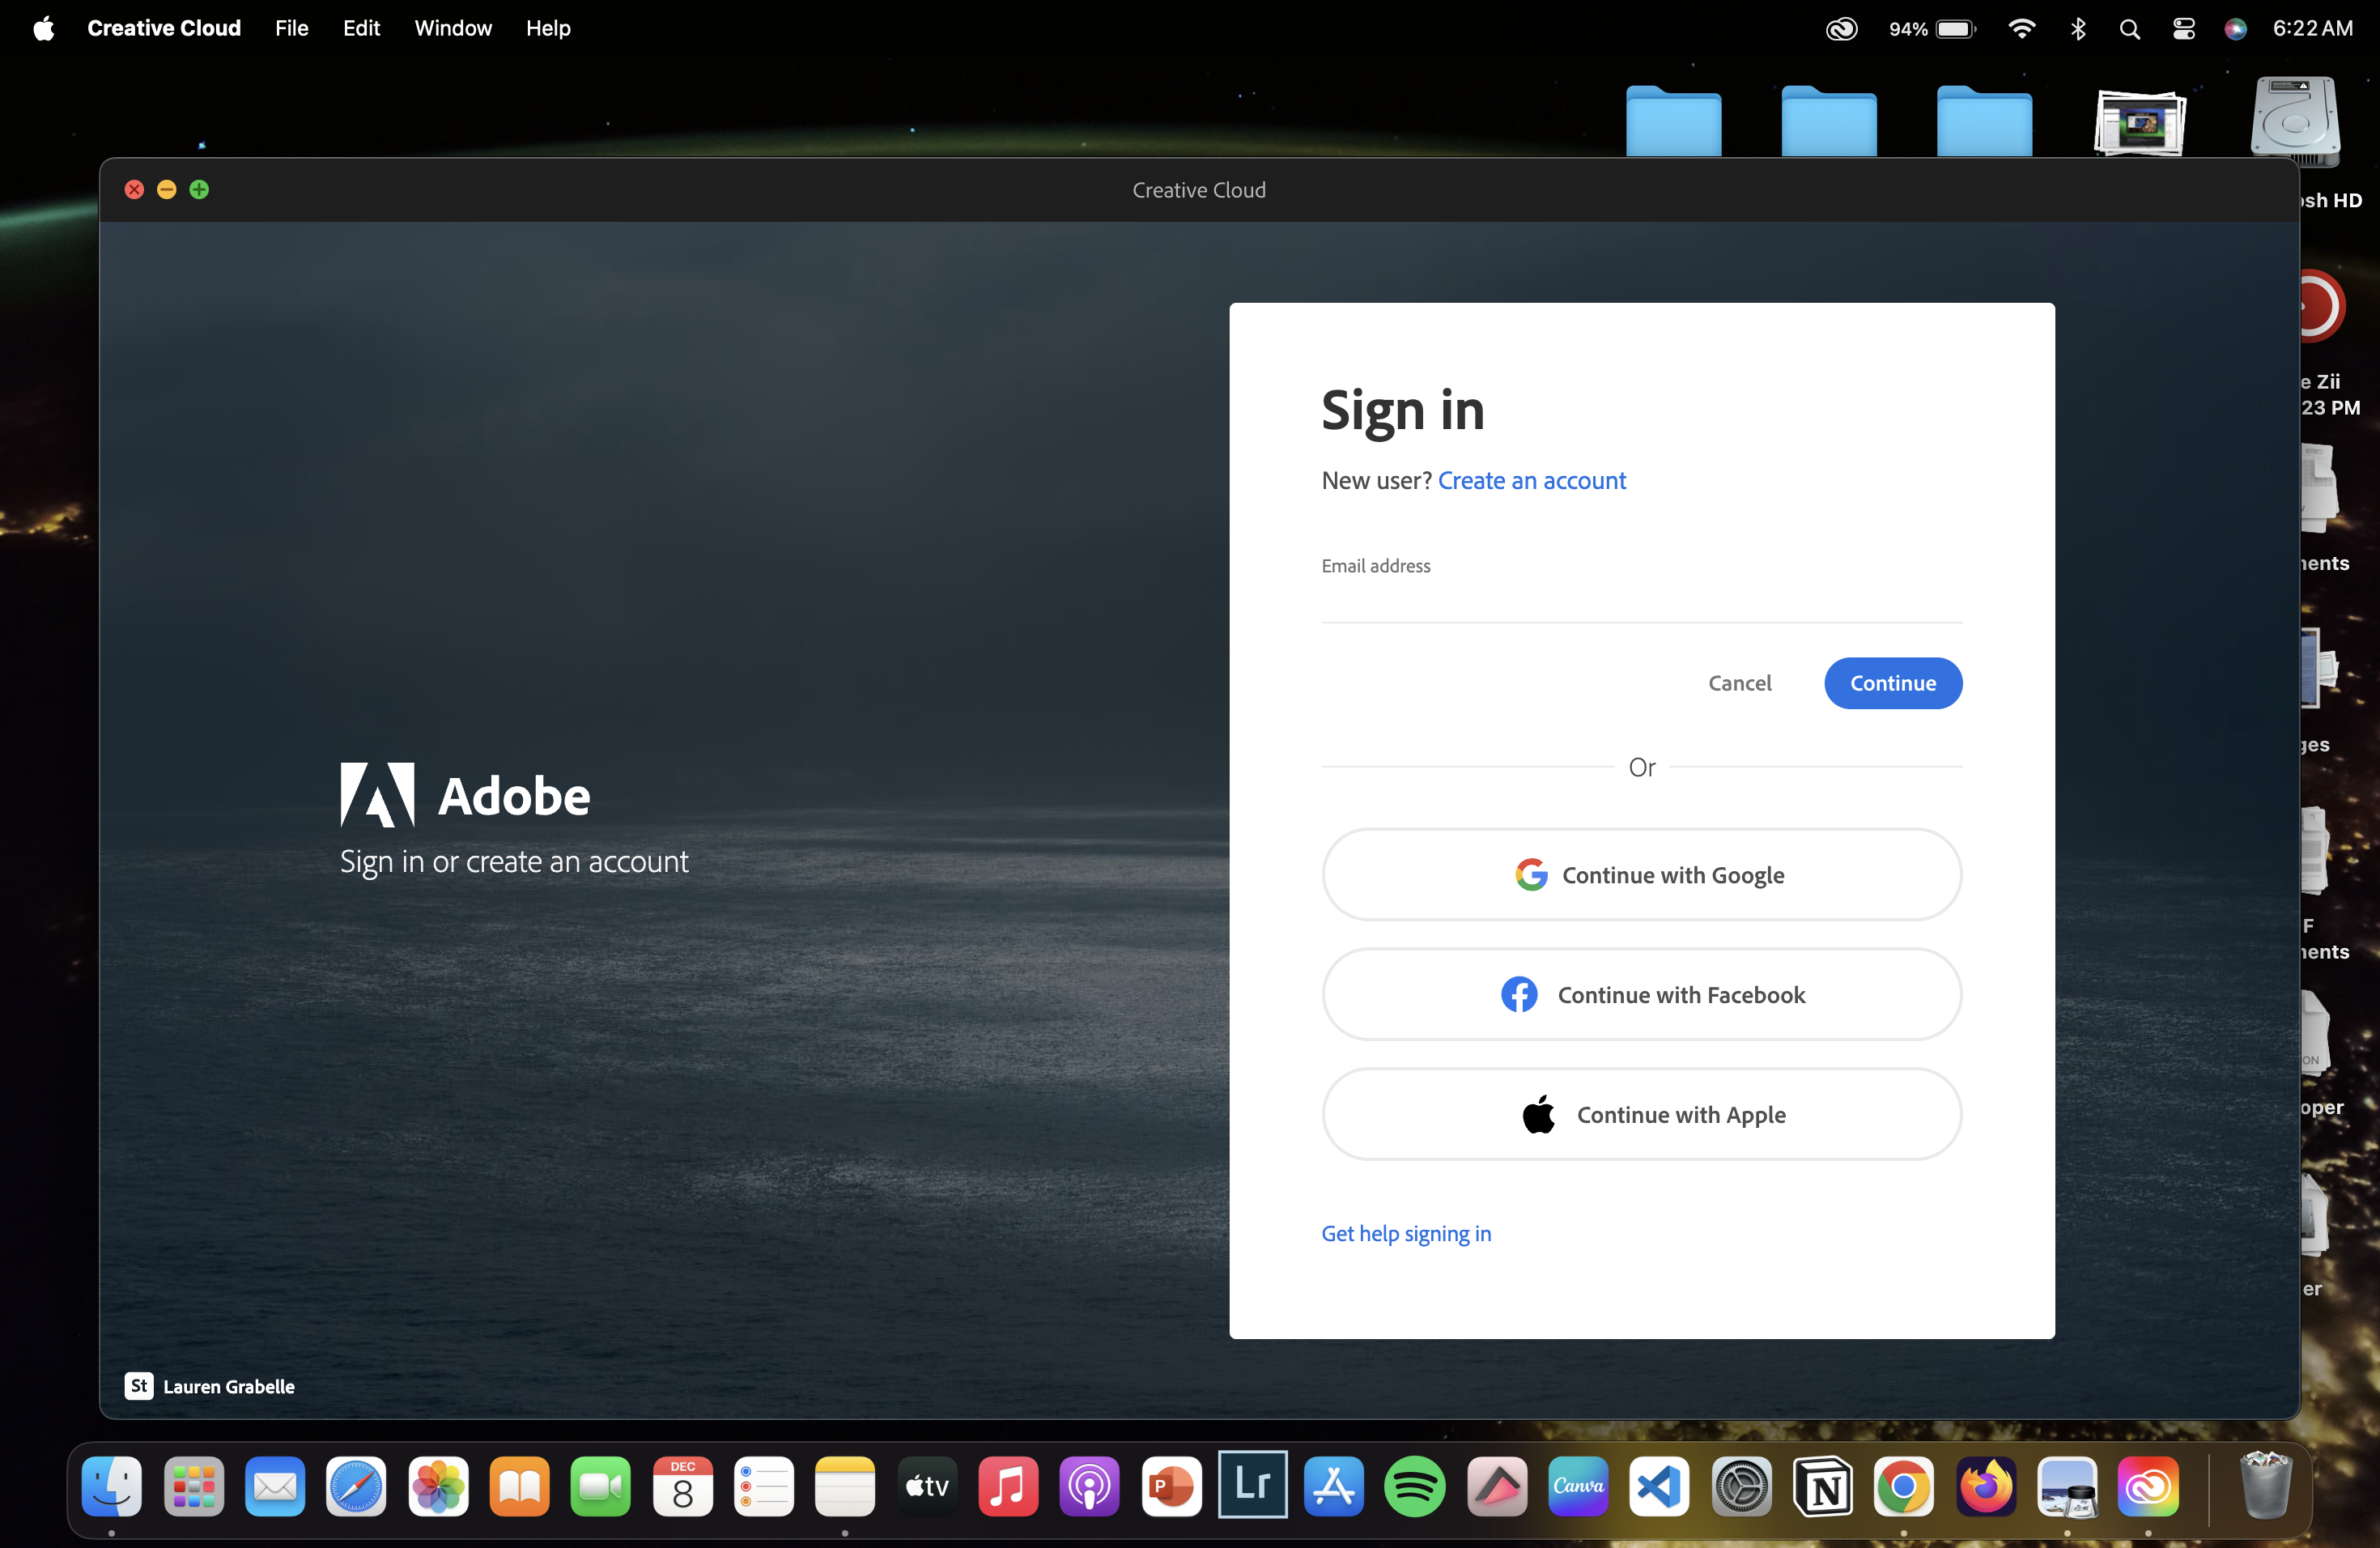 Creative Cloud File Edit Window Help
94% 6:22 AM
Creative Cloud
osh HD
e Zii
23 PM
Sign in
New user? Create an account
Email address
Cancel Continue
Or
Adobe
Sign in or create an account
Continue with Google
Continue with Facebook
Continue with Apple
Get help signing in
nents
ges
F
nents
ON
oper
er
St Lauren Grabelle
DEC
8
tv
P
Lr
Canva
N